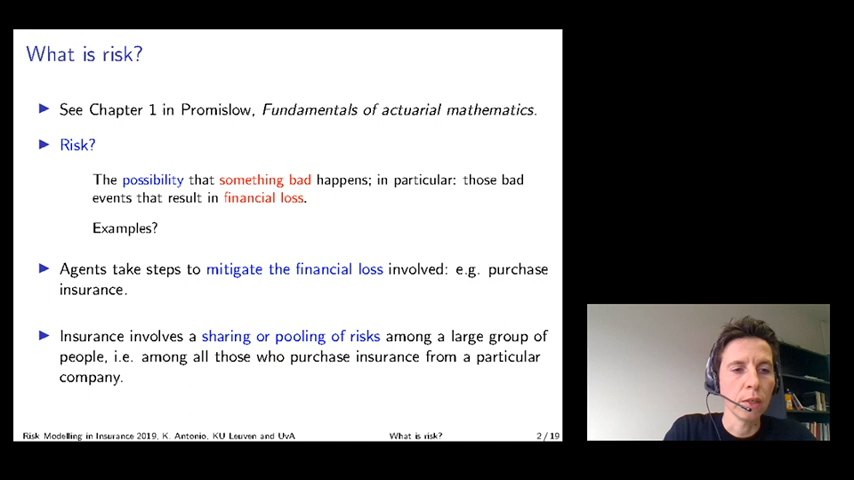 What is risk?
See Chapter 1 in Promislow, Fundamentals of actuarial mathematics.
Risk?
The possibility that something bad happens; in particular: those bad
events that result in financial loss.
Examples?
Agents take steps to mitigate the financial loss involved: e.g. purchase
insurance.
Insurance involves a sharing or pooling of risks among a large group of
people, i.e. among all those who purchase insurance from a particular
company.
Risk Modelling in Insurance 2019, K. Antonio, KU Leuven and UvA What is risk? 2 / 19